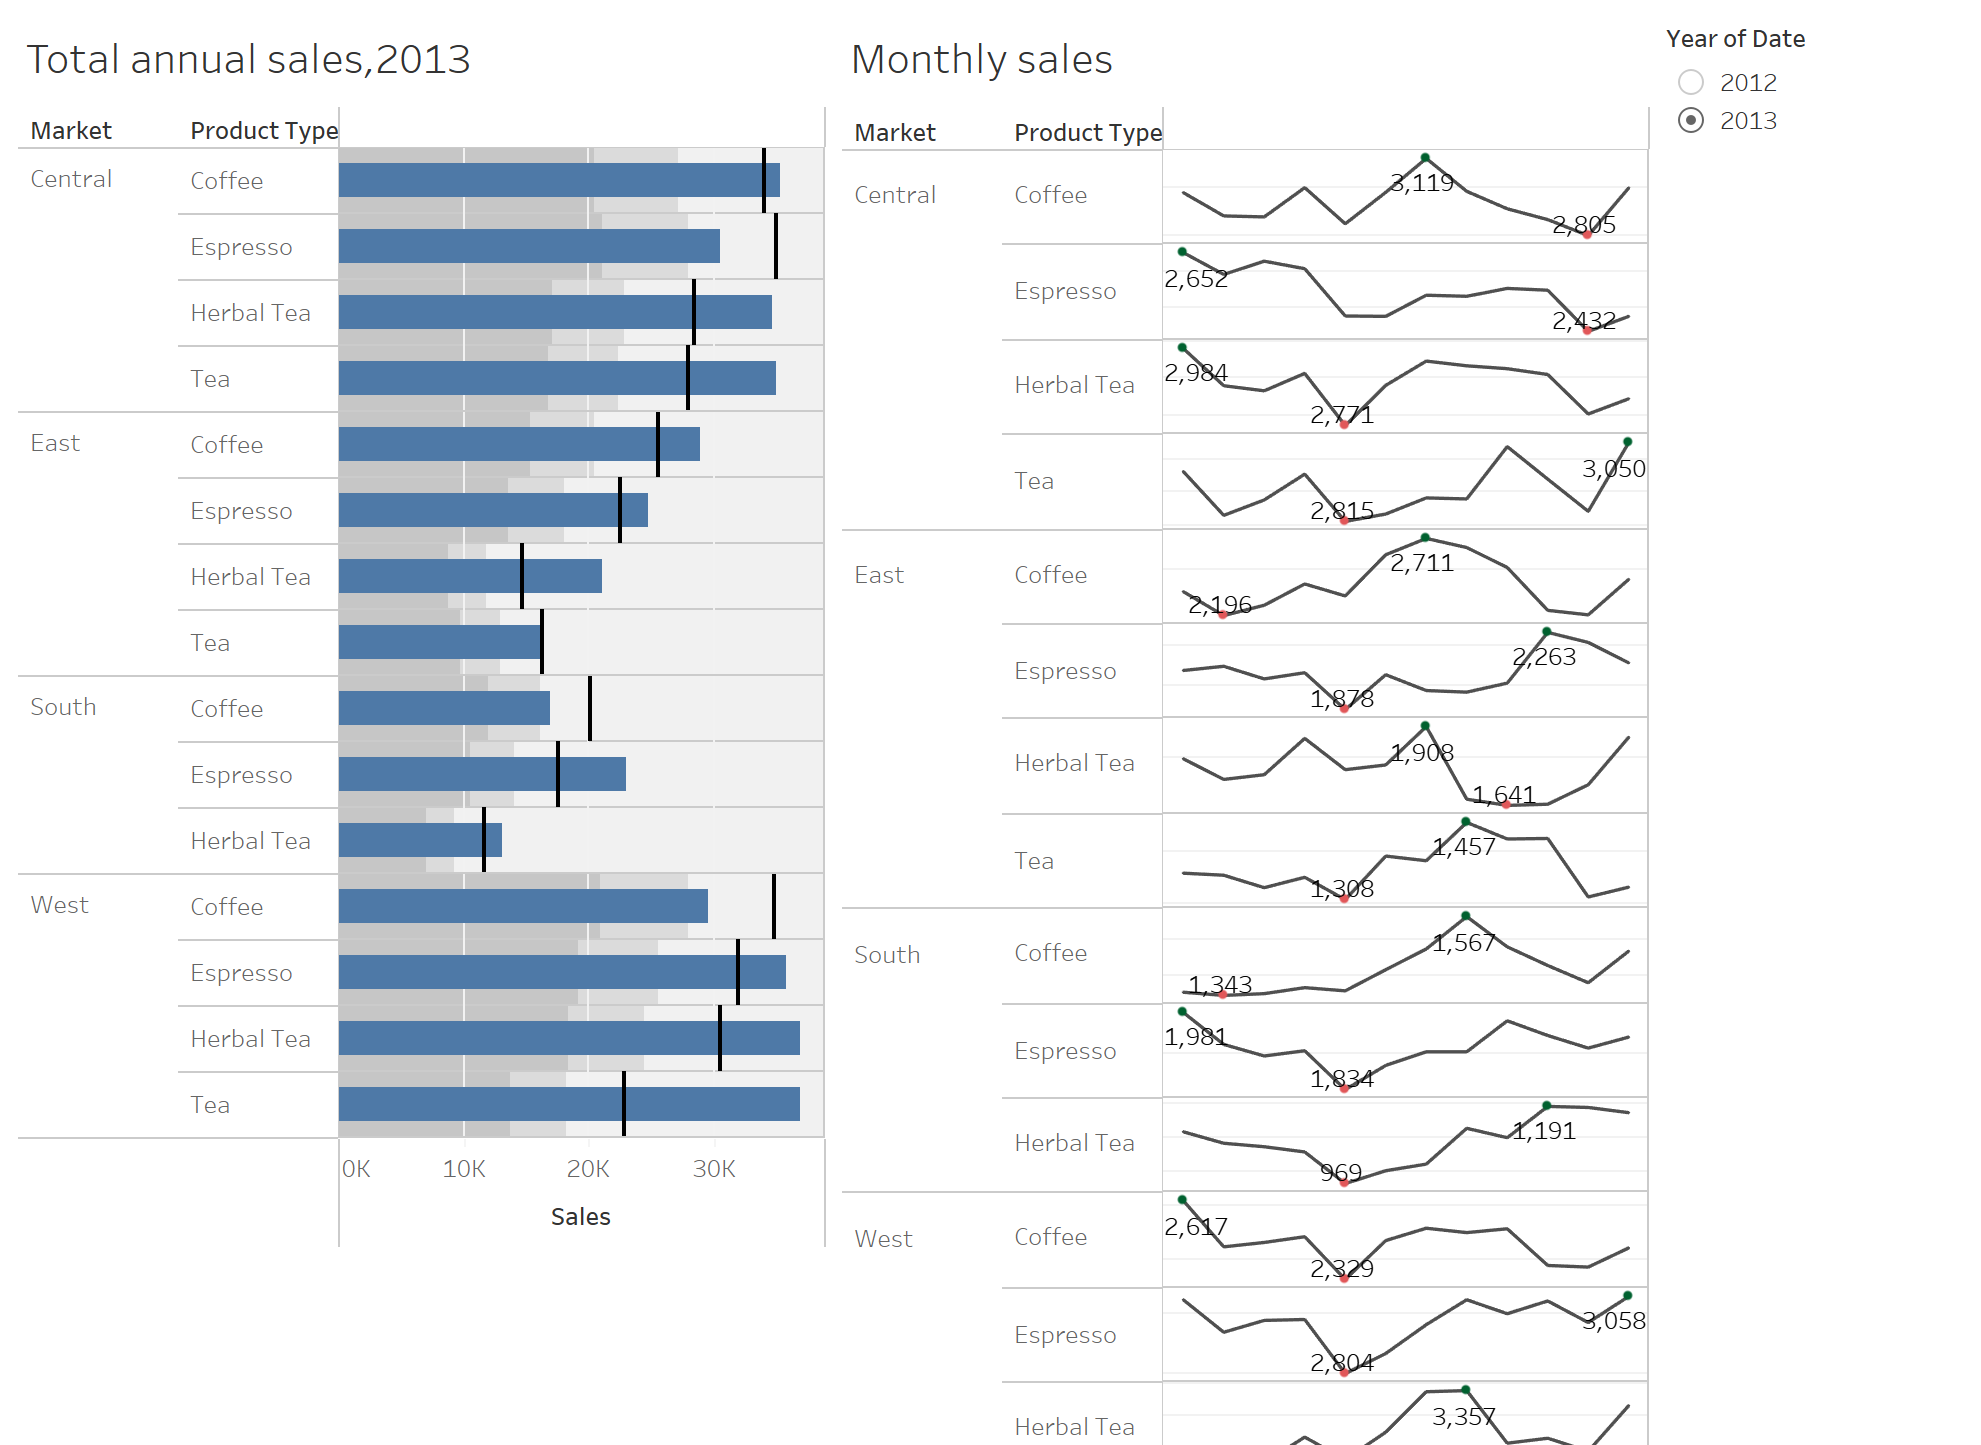 Total annual sales,2013
Market Product Type
Central Coffee
Espresso
Herbal Tea
Tea
East Coffee
Espresso
Herbal Tea
Tea
South Coffee
Espresso
Herbal Tea
West Coffee
Espresso
Herbal Tea
Tea
0K 10K 20K 30K
Sales
Monthly sales
Market Product Type
Central Coffee 3,119 2,805
Espresso 2,652 2,432
Herbal Tea 2,984 2,771
Tea 2,815 3,050
East Coffee 2,196 2,711
Espresso 1,878 2,263
Herbal Tea 1,908 1,641
Tea 1,308 1,457
South Coffee 1,343 1,567
Espresso 1,981 1,834
Herbal Tea 969 1,191
West Coffee 2,617 2,329
Espresso 2,804 3,058
Herbal Tea 3,357
Year of Date
2012
2013